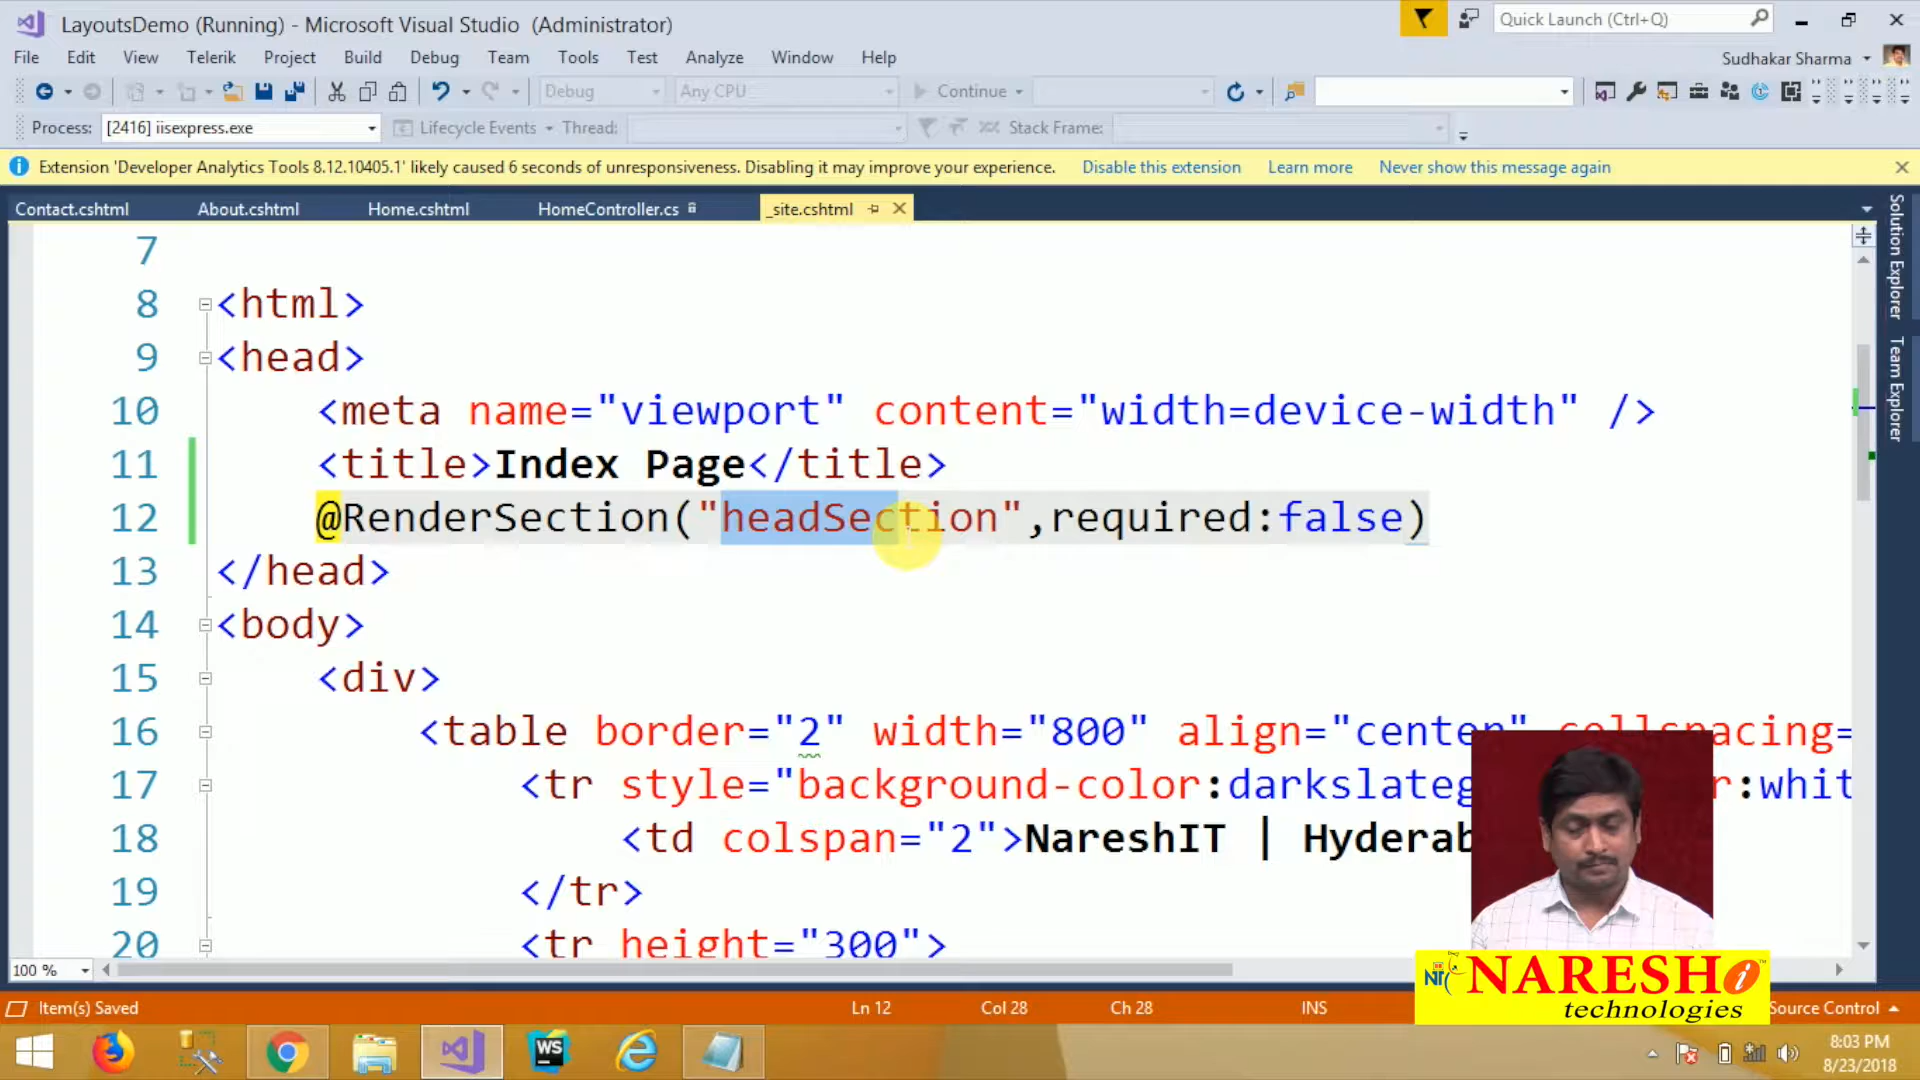 LayoutsDemo (Running) - Microsoft Visual Studio (Administrator)
Quick Launch (Ctrl+Q)
File Edit View Telerik Project Build Debug Team Tools Test Analyze Window Help
Sudhakar Sharma
Debug Any CPU Continue
Process: [2416] iisexpress.exe Lifecycle Events Thread: Stack Frame:
Extension 'Developer Analytics Tools 8.12.10405.1' likely caused 6 seconds of unresponsiveness. Disabling it may improve your experience. Disable this extension Learn more Never show this message again
Contact.cshtml About.cshtml Home.cshtml HomeController.cs _site.cshtml
Solution Explorer
Team Explorer
7
8 <html>
9 <head>
10 <meta name="viewport" content="width=device-width" />
11 <title>Index Page</title>
12 @RenderSection("headSection",required:false)
13 </head>
14 <body>
15 <div>
16 <table border="2" width="800" align="center" cellspacing=
17 <tr style="background-color:darkslateg r:whit
18 <td colspan="2">NareshIT | Hyderab
19 </tr>
20 <tr height="300">
100 %
NARESH i
technologies
Item(s) Saved Ln 12 Col 28 Ch 28 INS Source Control
WS
8:03 PM
8/23/2018